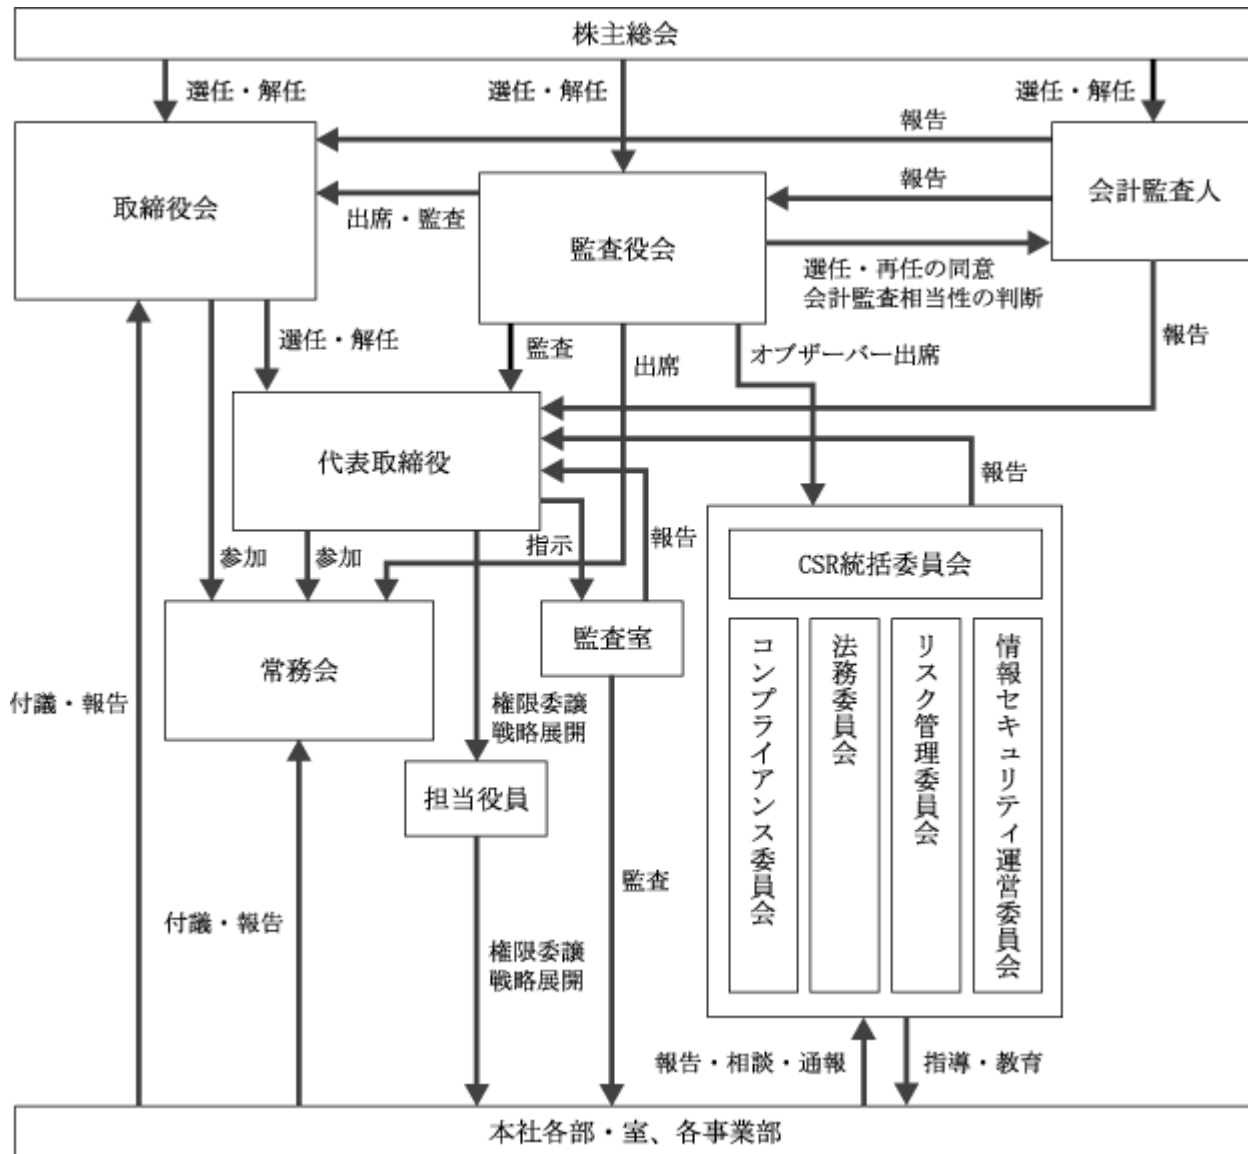 株主総会
選任・解任
選任・解任
選任・解任
報告
取締役会
報告
会計監査人
出席・監査
監査役会
選任・再任の同意
会計監査相当性の判断
選任・解任
監査
出席
オブザーバー出席
報告
代表取締役
報告
参加
参加
指示
報告
CSR統括委員会
常務会
監査室
コンプライアンス委員会
法務委員会
リスク管理委員会
情報セキュリティ運営委員会
付議・報告
権限委譲
戦略展開
担当役員
監査
付議・報告
権限委譲
戦略展開
報告・相談・通報
指導・教育
本社各部・室、各事業部